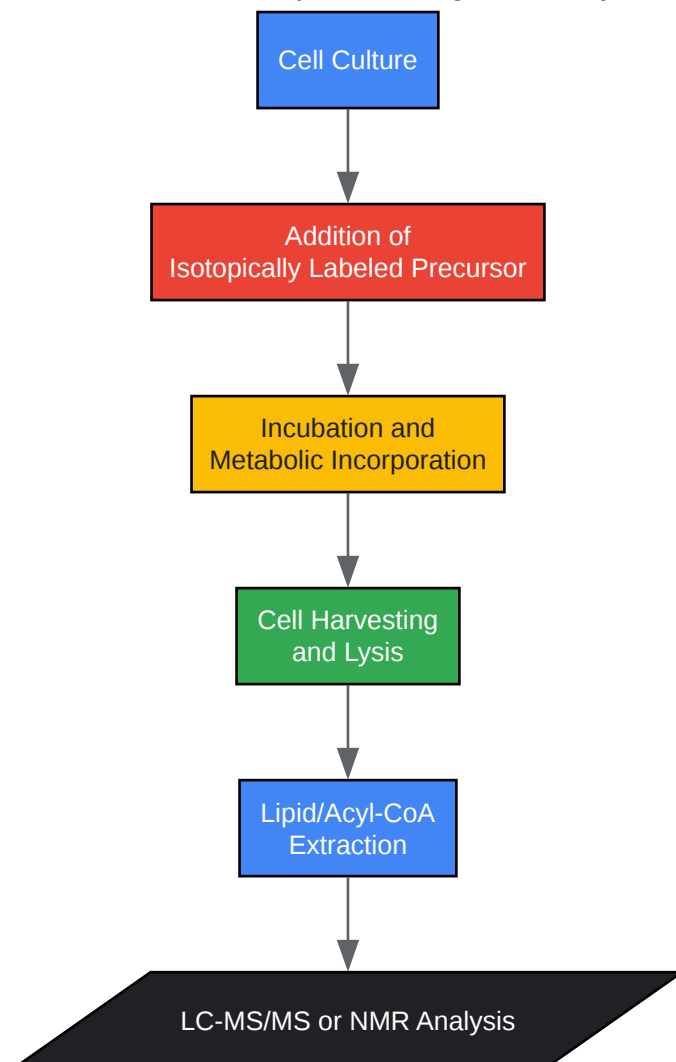 Cell Culture
Addition of
Isotopically Labeled Precursor
Incubation and
Metabolic Incorporation
Cell Harvesting
and Lysis
Lipid/Acyl-CoA
Extraction
LC-MS/MS or NMR Analysis